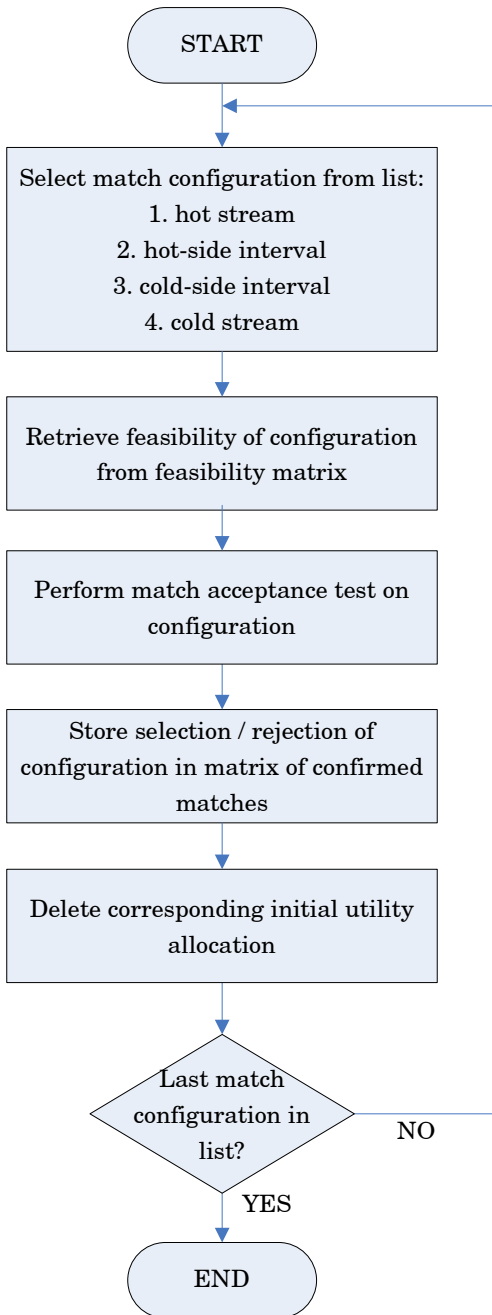 START
Select match configuration from list:
1. hot stream
2. hot-side interval
3. cold-side interval
4. cold stream
Retrieve feasibility of configuration
from feasibility matrix
Perform match acceptance test on
configuration
Store selection / rejection of
configuration in matrix of confirmed
matches
Delete corresponding initial utility
allocation
Last match
configuration in
list?
NO
YES
END